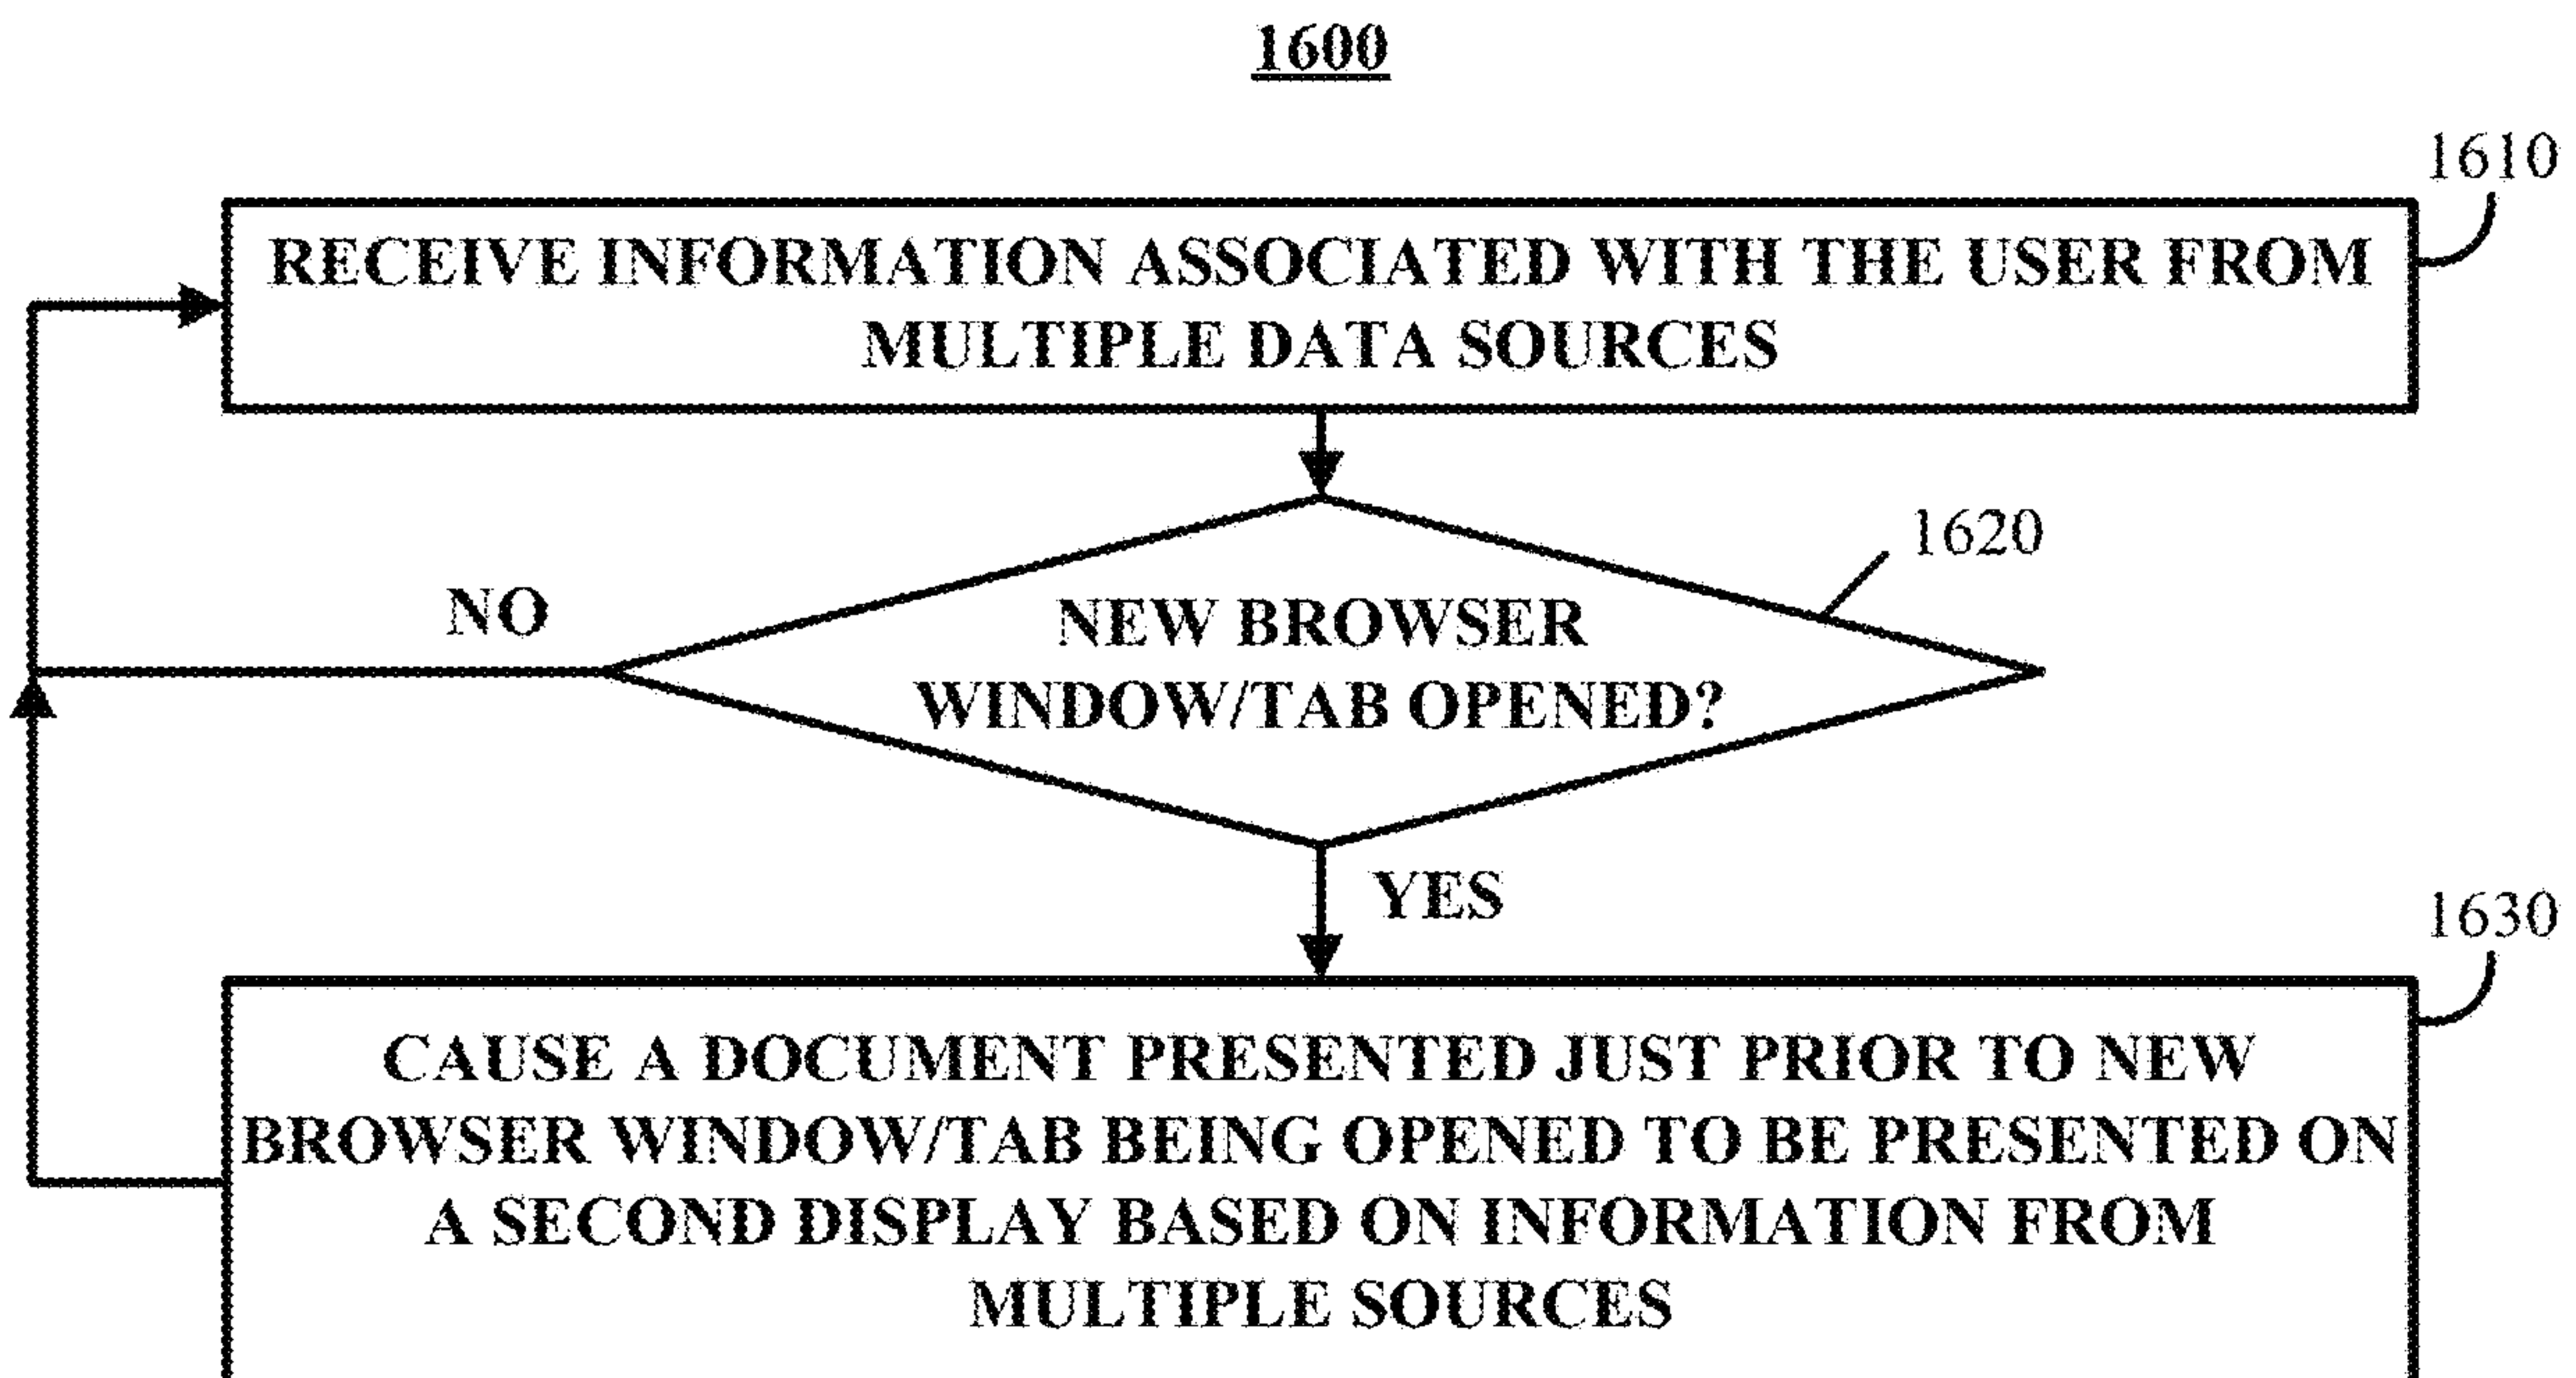 1600
1610
RECEIVE INFORMATION ASSOCIATED WITH THE USER FROM
MULTIPLE DATA SOURCES
1620
NO
NEW BROWSER
WINDOW/TAB OPENED?
YES
1630
CAUSE A DOCUMENT PRESENTED JUST PRIOR TO NEW
BROWSER WINDOW/TAB BEING OPENED TO BE PRESENTED ON
A SECOND DISPLAY BASED ON INFORMATION FROM
MULTIPLE SOURCES